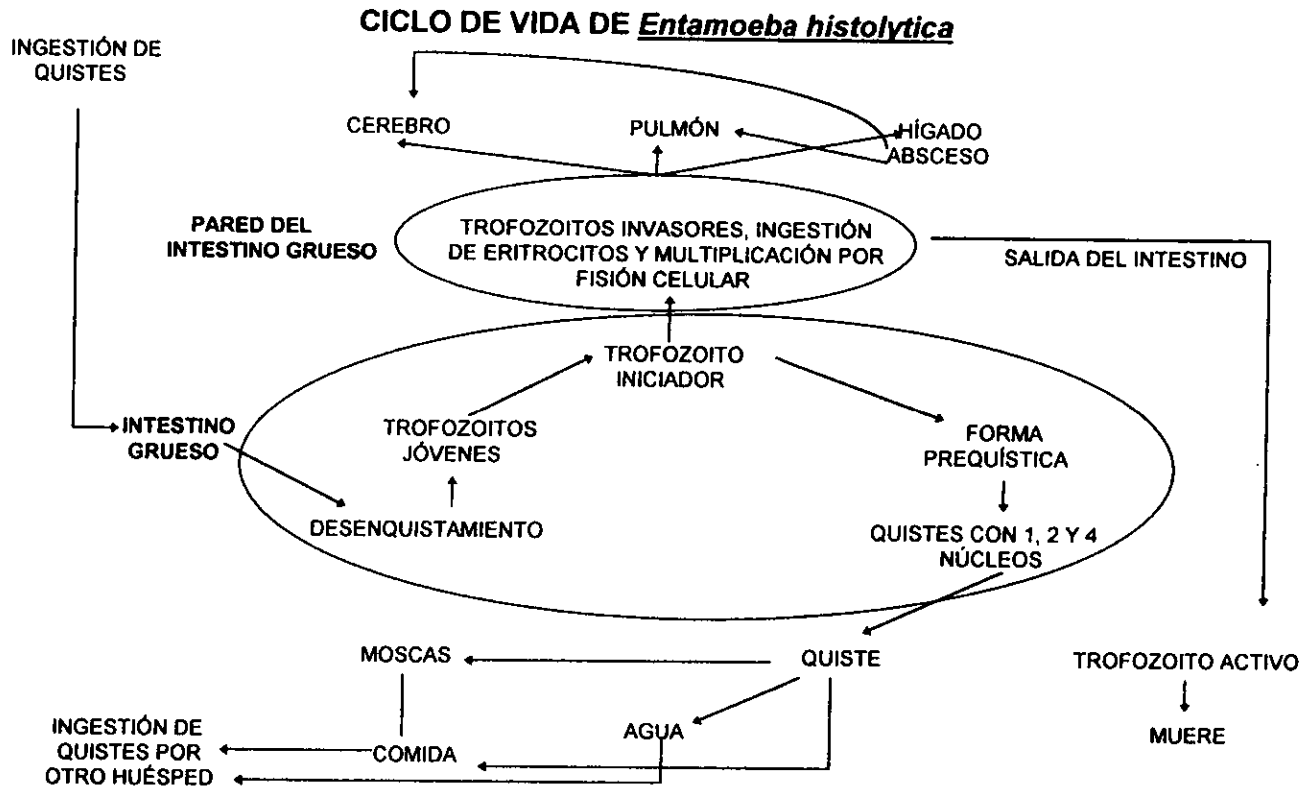 CICLO DE VIDA DE Entamoeba histolytica
INGESTIÓN DE
QUISTES
CEREBRO
PULMÓN
HÍGADO
ABSCESO
PARED DEL
INTESTINO GRUESO
TROFOZOITOS INVASORES, INGESTIÓN
DE ERITROCITOS Y MULTIPLICACIÓN POR
FISIÓN CELULAR
SALIDA DEL INTESTINO
TROFOZOITO
INICIADOR
INTESTINO
GRUESO
TROFOZOITOS
JÓVENES
FORMA
PREQUÍSTICA
DESENQUISTAMIENTO
QUISTES CON 1, 2 Y 4
NÚCLEOS
MOSCAS
QUISTE
TROFOZOITO ACTIVO
INGESTIÓN DE
QUISTES POR
OTRO HUÉSPED
COMIDA
AGUA
MUERE